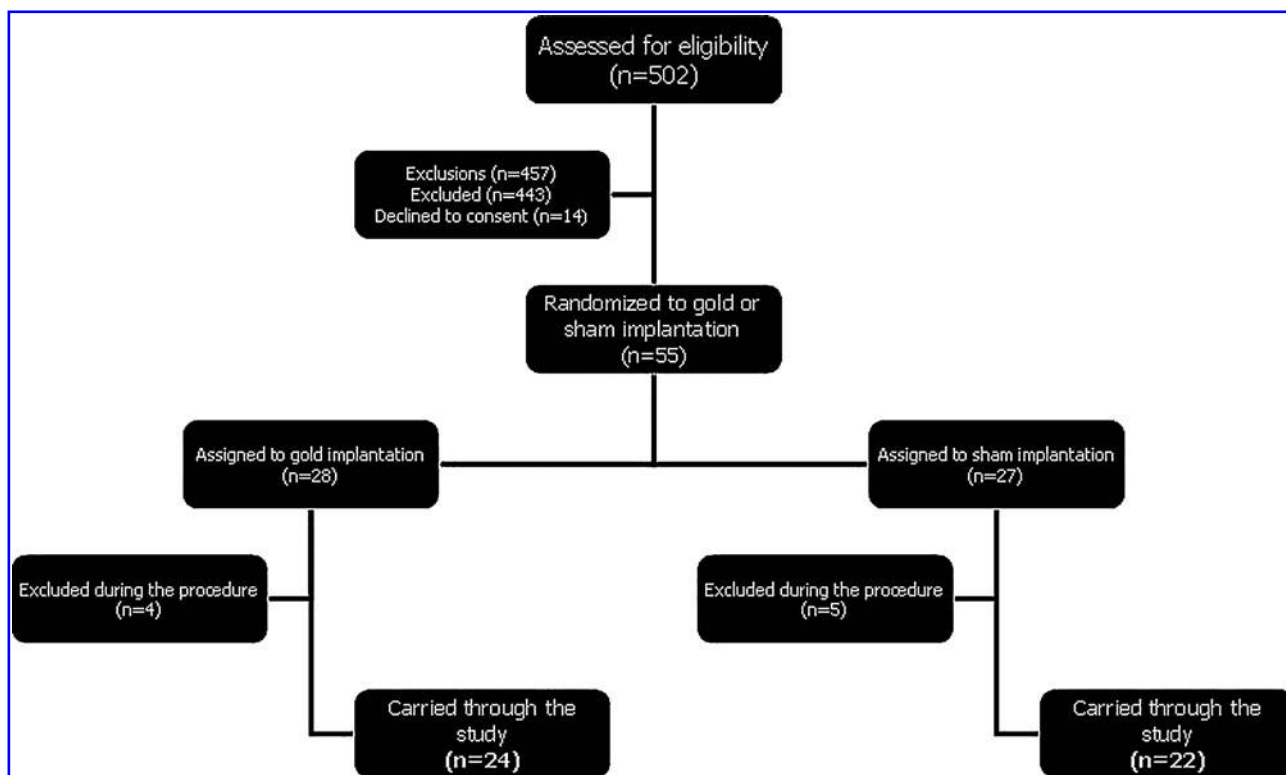 Assessed for eligibility
(n=502)
Exclusions (n=457)
Excluded (n=443)
Declined to consent (n=14)
Randomized to gold or
sham implantation
(n=55)
Assigned to gold implantation
(n=28)
Assigned to sham implantation
(n=27)
Excluded during the procedure
(n=4)
Excluded during the procedure
(n=5)
Carried through the
study
(n=24)
Carried through the
study
(n=22)